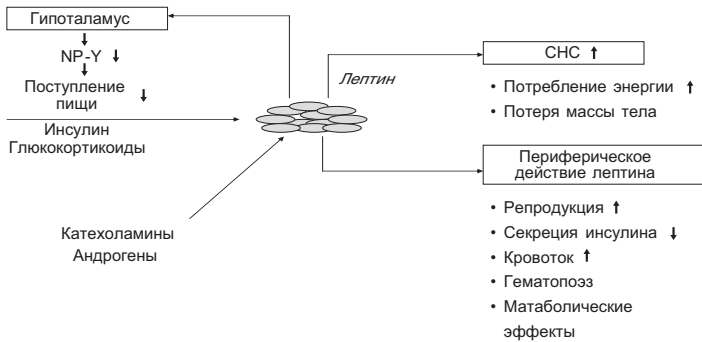 Гипоталамус
NP-Y
Поступление
пищи
Инсулин
Глюкокортикоиды
Катехоламины
Андрогены
Лептин
СНС
• Потребление энергии
• Потеря массы тела
Периферическое
действие лептина
• Репродукция
• Секреция инсулина
• Кровоток
• Гематопоэз
• Матаболические
эффекты